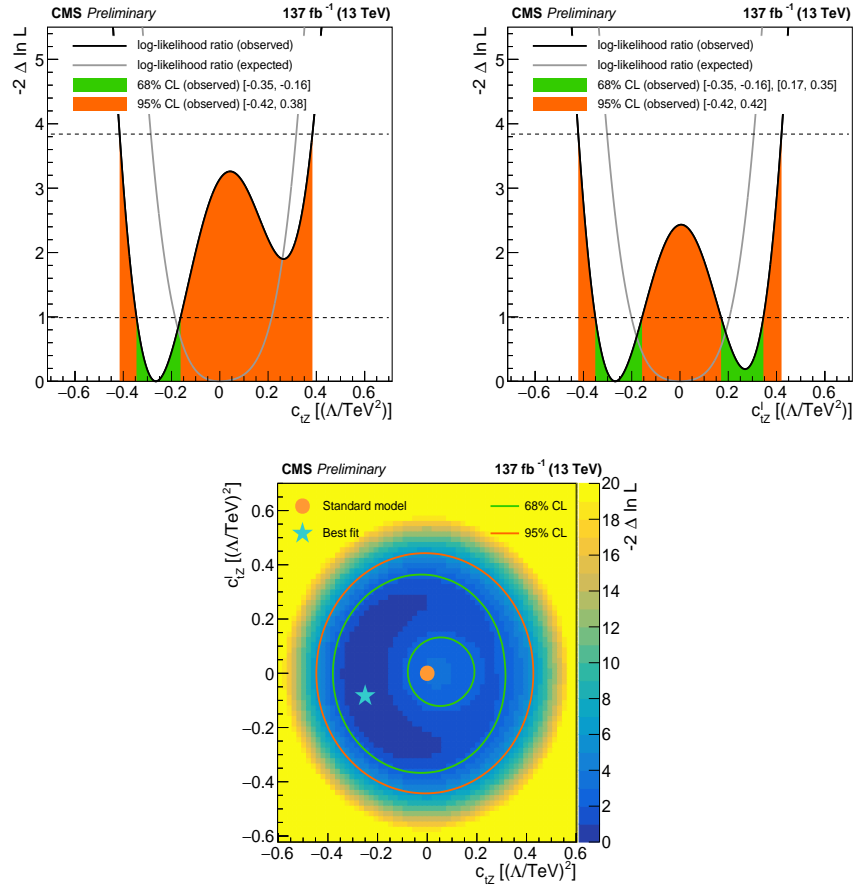 CMS Preliminary 137 fb⁻¹ (13 TeV)
-2 Δ ln L
log-likelihood ratio (observed)
log-likelihood ratio (expected)
68% CL (observed) [-0.35, -0.16]
95% CL (observed) [-0.42, 0.38]
5
4
3
2
1
0
−0.6 −0.4 −0.2 0 0.2 0.4 0.6
c_tZ [(Λ/TeV²)]
CMS Preliminary 137 fb⁻¹ (13 TeV)
-2 Δ ln L
log-likelihood ratio (observed)
log-likelihood ratio (expected)
68% CL (observed) [-0.35, -0.16], [0.17, 0.35]
95% CL (observed) [-0.42, 0.42]
5
4
3
2
1
0
−0.6 −0.4 −0.2 0 0.2 0.4 0.6
c_tZ^I [(Λ/TeV²)]
CMS Preliminary 137 fb⁻¹ (13 TeV)
c_tZ^I [(Λ/TeV)²]
Standard model 68% CL
Best fit 95% CL
0.6
0.4
0.2
0
−0.2
−0.4
−0.6
−0.6 −0.4 −0.2 0 0.2 0.4 0.6
c_tZ [(Λ/TeV)²]
20
18
16
14
12
10
8
6
4
2
0
-2 Δ ln L